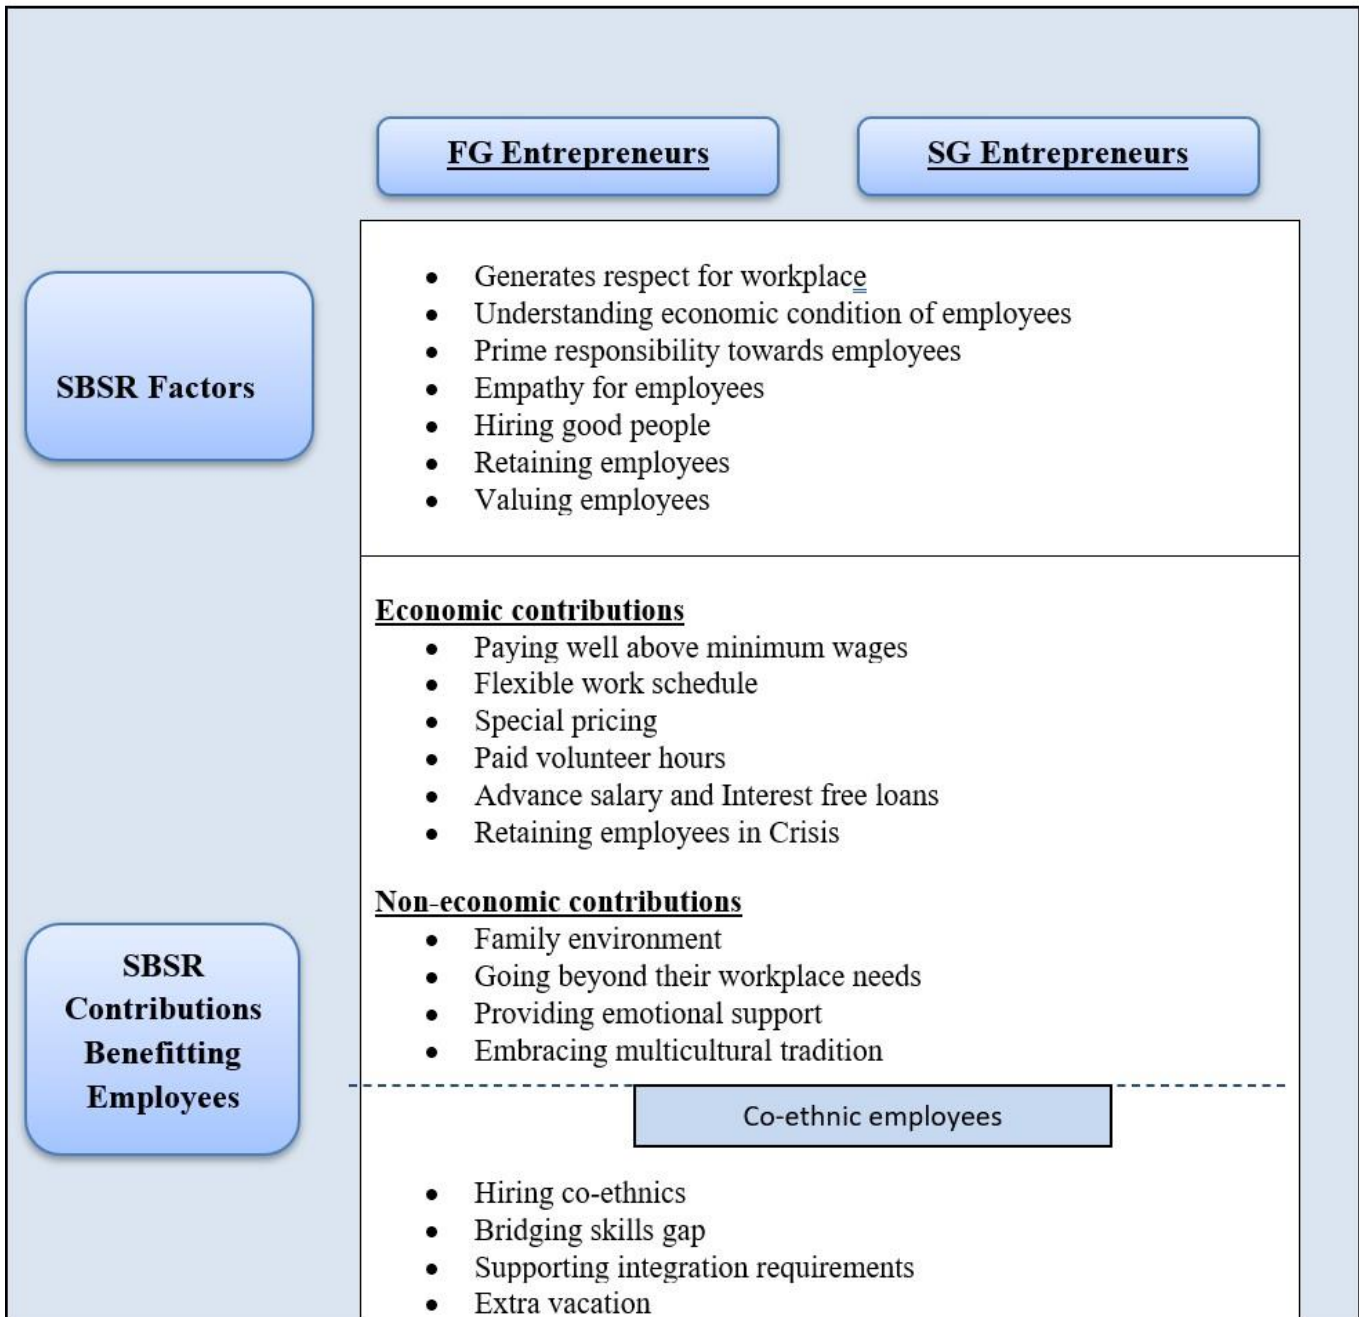 FG Entrepreneurs
SG Entrepreneurs
SBSR Factors
• Generates respect for workplace
• Understanding economic condition of employees
• Prime responsibility towards employees
• Empathy for employees
• Hiring good people
• Retaining employees
• Valuing employees
SBSR
Contributions
Benefitting
Employees
Economic contributions
• Paying well above minimum wages
• Flexible work schedule
• Special pricing
• Paid volunteer hours
• Advance salary and Interest free loans
• Retaining employees in Crisis
Non-economic contributions
• Family environment
• Going beyond their workplace needs
• Providing emotional support
• Embracing multicultural tradition
Co-ethnic employees
• Hiring co-ethnics
• Bridging skills gap
• Supporting integration requirements
• Extra vacation